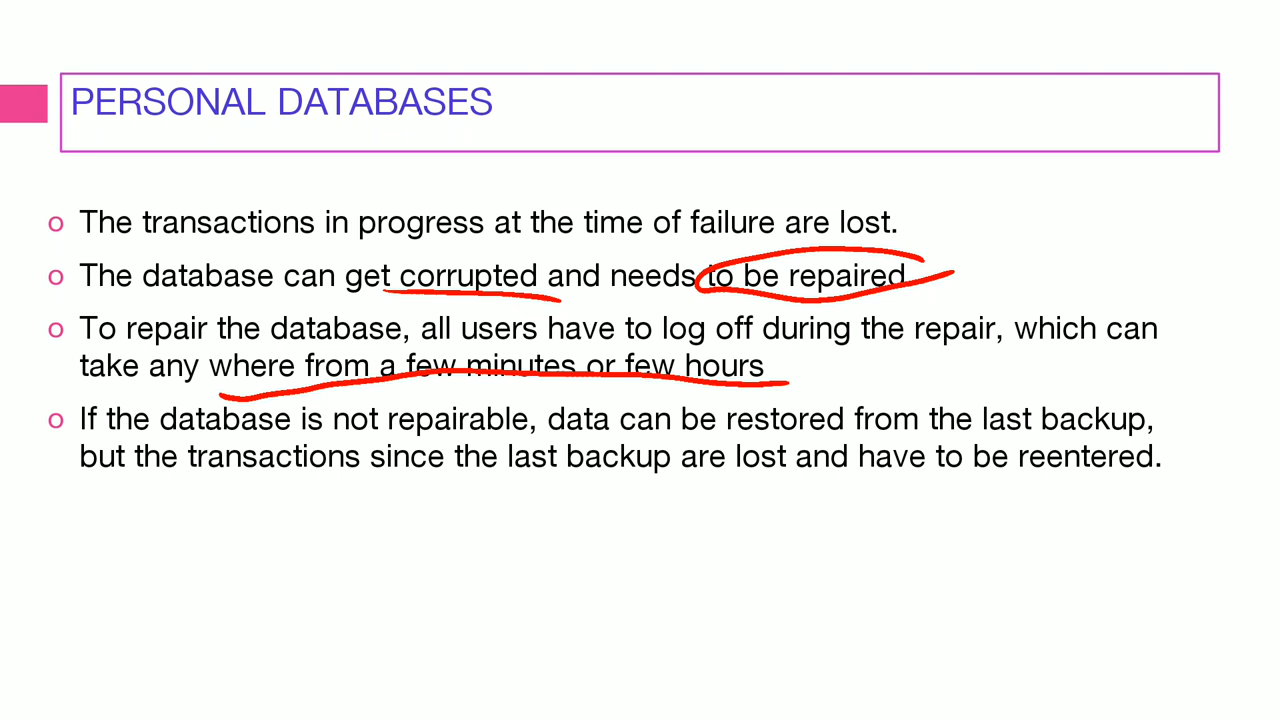 PERSONAL DATABASES
o The transactions in progress at the time of failure are lost.
o The database can get corrupted and needs to be repaired
o To repair the database, all users have to log off during the repair, which can
take any where from a few minutes or few hours
o If the database is not repairable, data can be restored from the last backup,
but the transactions since the last backup are lost and have to be reentered.